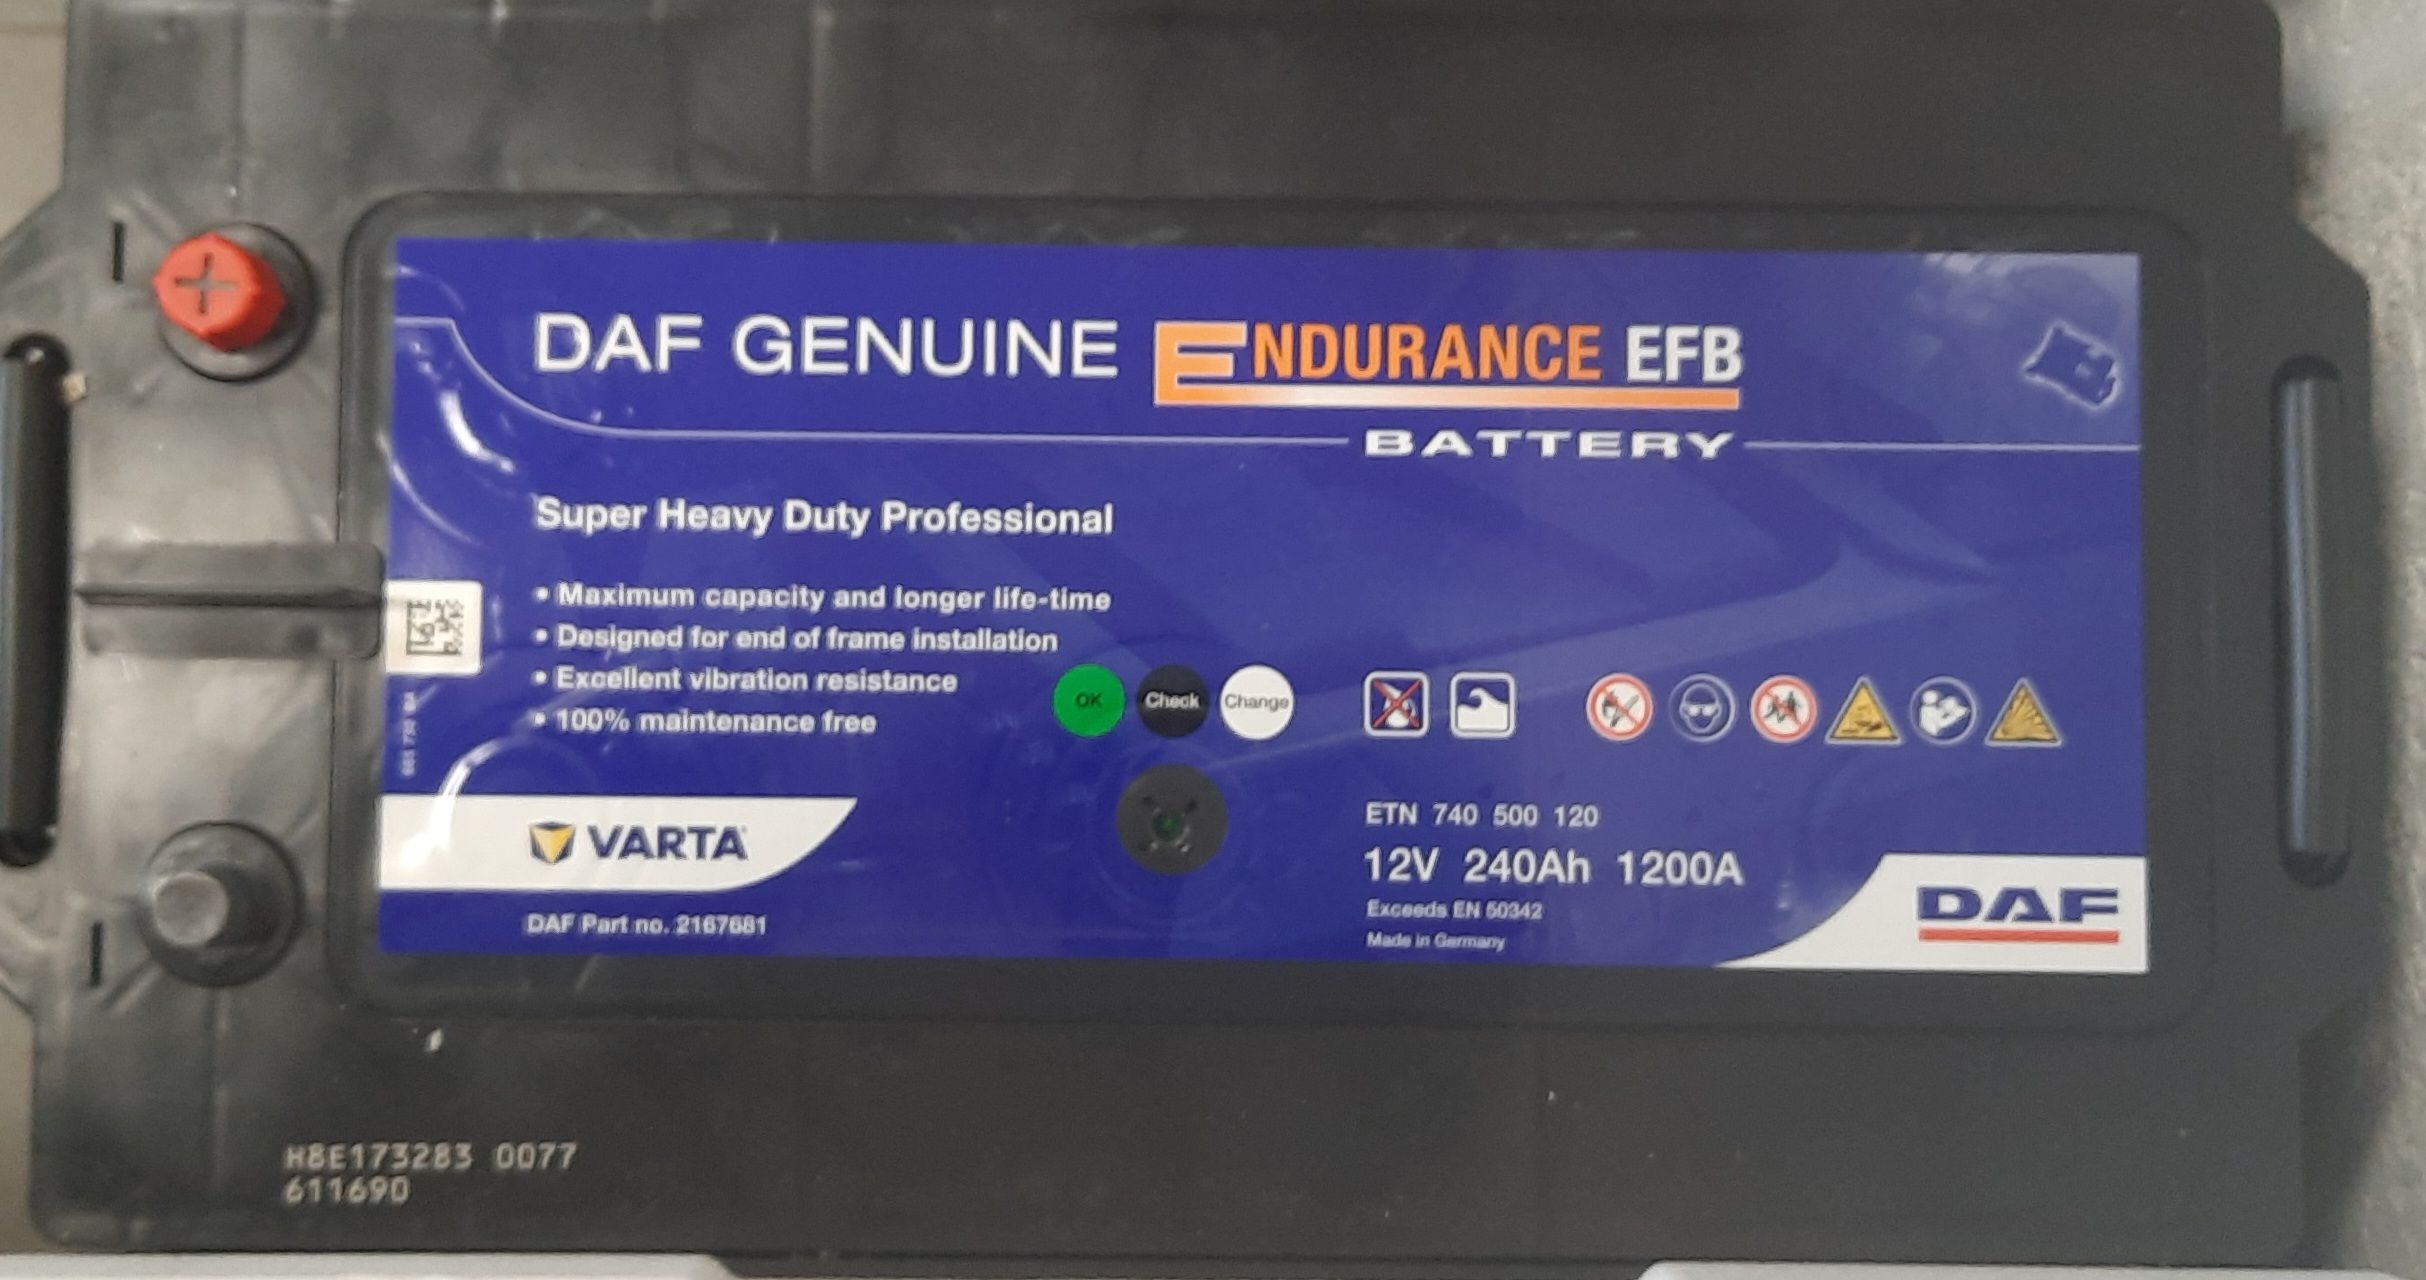 DAF GENUINE ENDURANCE EFB
BATTERY
Super Heavy Duty Professional
• Maximum capacity and longer life-time
• Designed for end of frame installation
• Excellent vibration resistance
• 100% maintenance free
OK Check Change
VARTA
DAF Part no. 2167681
ETN 740 500 120
12V 240Ah 1200A
Exceeds EN 50342
Made in Germany
DAF
H8E173283 0077
611690